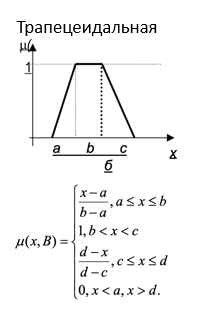 Трапецеидальная
μ(
1
a b c x
б
μ(x, B) = { (x−a)/(b−a), a ≤ x ≤ b
1, b < x < c
(d−x)/(d−c), c ≤ x ≤ d
0, x < a, x > d.